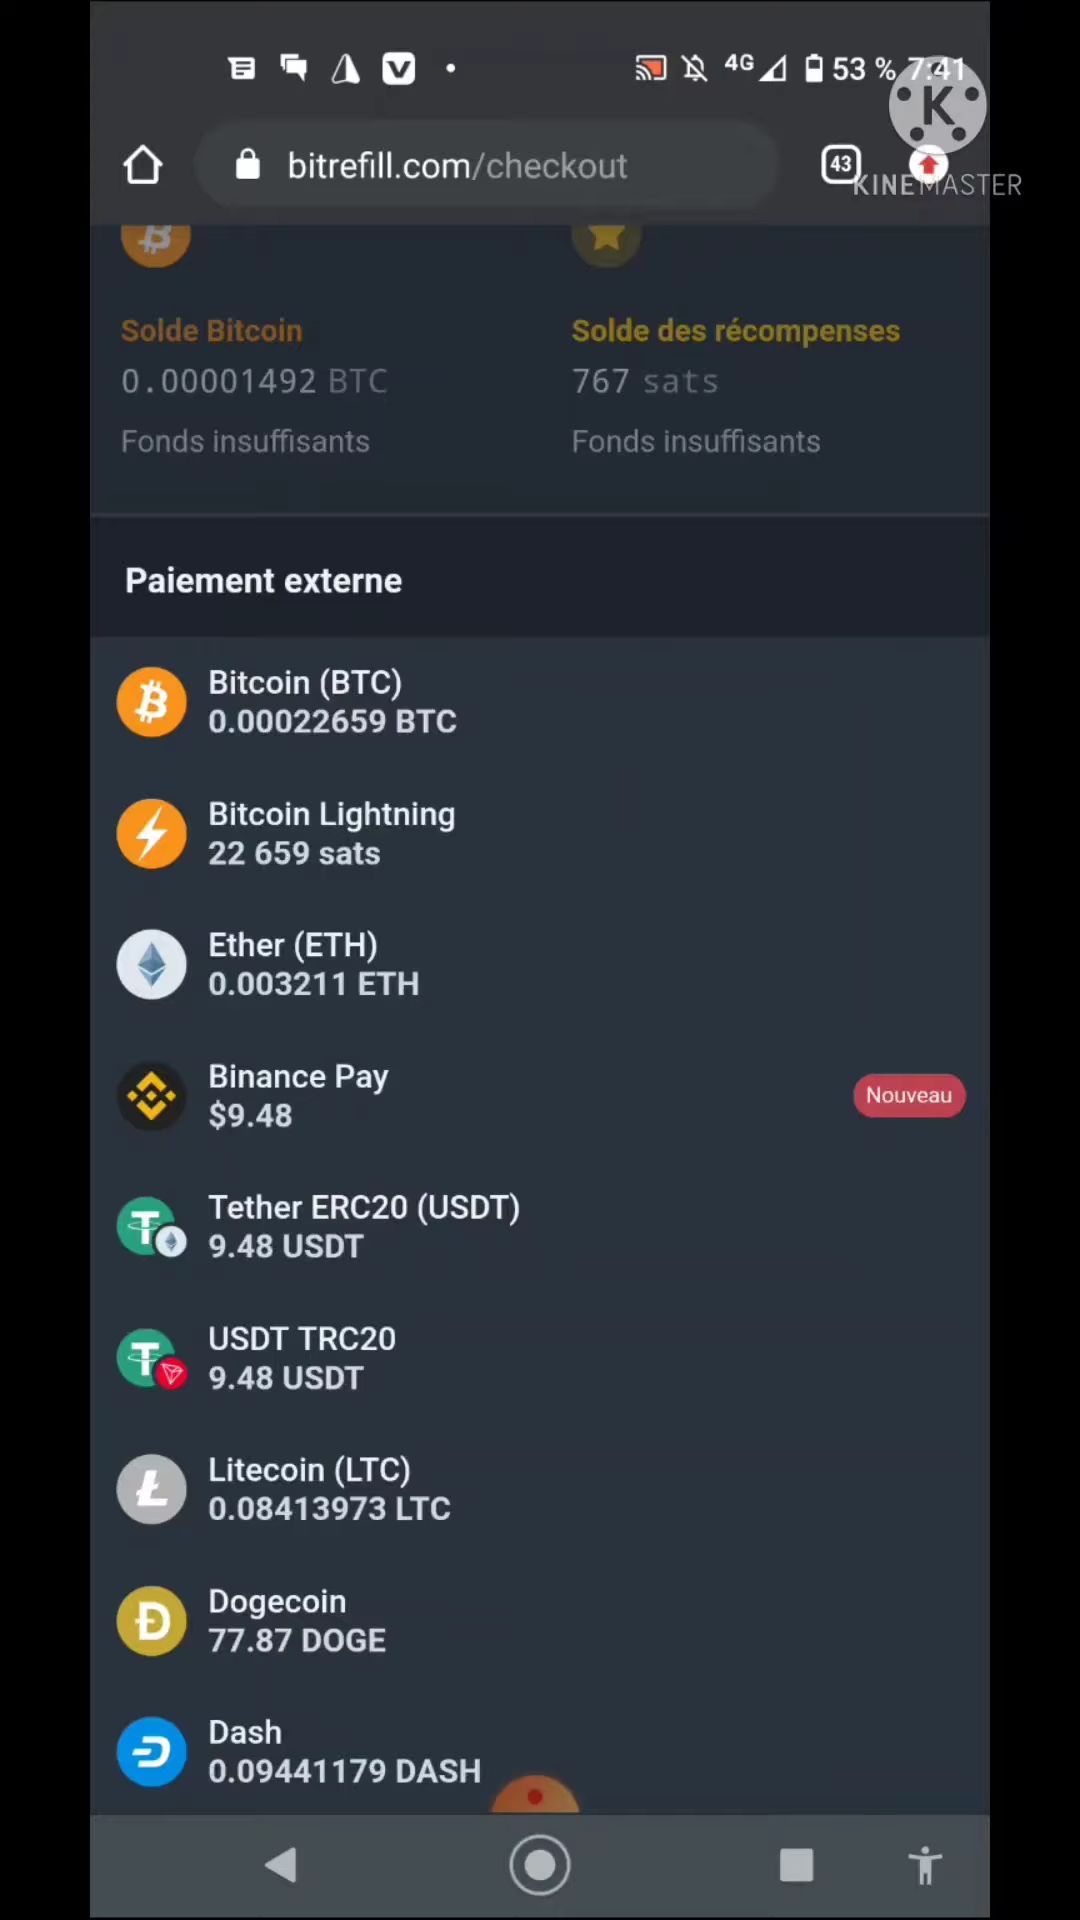 4G 53 % 7:41
K
bitrefill.com/checkout
43
KINEMASTER
Solde Bitcoin
0.00001492 BTC
Fonds insuffisants
Solde des récompenses
767 sats
Fonds insuffisants
Paiement externe
Bitcoin (BTC)
0.00022659 BTC
Bitcoin Lightning
22 659 sats
Ether (ETH)
0.003211 ETH
Binance Pay
$9.48
Nouveau
Tether ERC20 (USDT)
9.48 USDT
USDT TRC20
9.48 USDT
Litecoin (LTC)
0.08413973 LTC
Dogecoin
77.87 DOGE
Dash
0.09441179 DASH